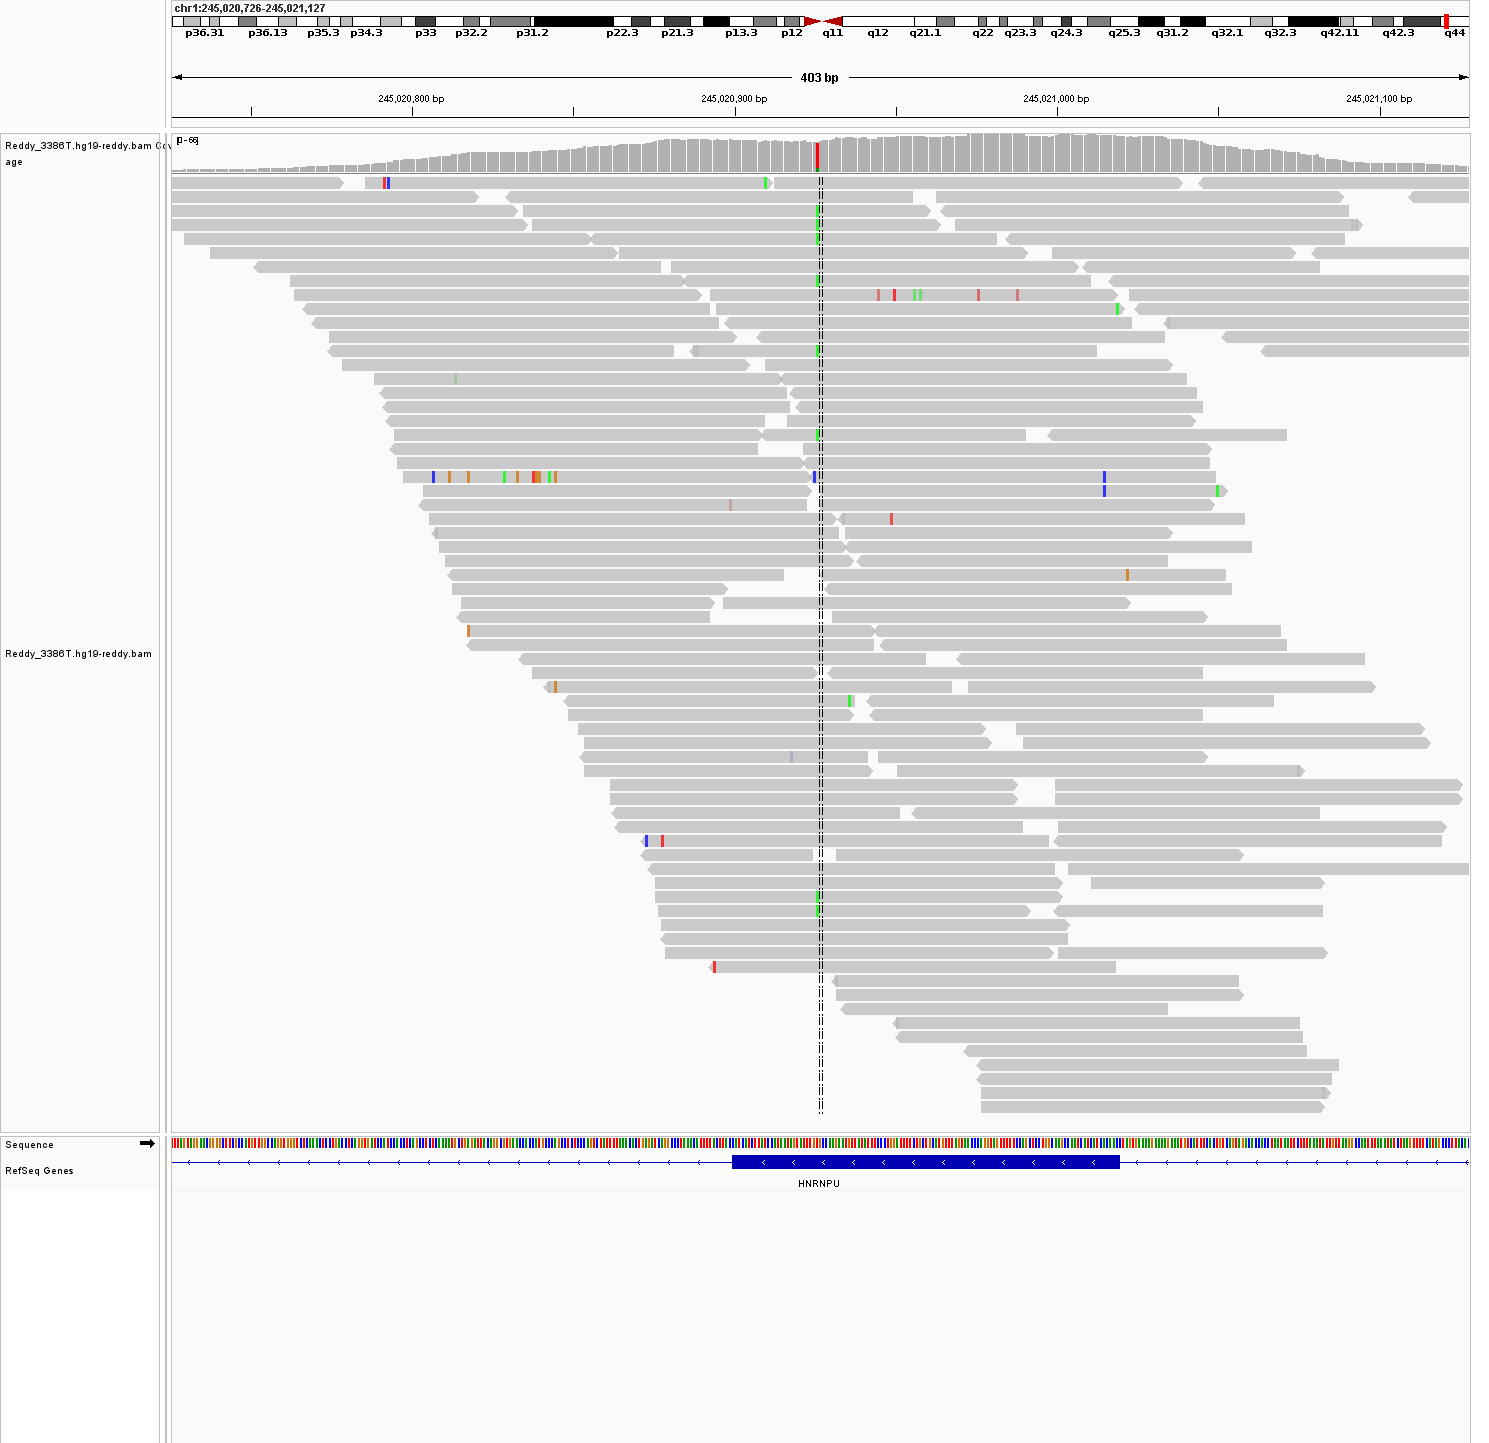 chr1:245,020,726-245,021,127
p36.31 p36.13 p35.3 p34.3 p33 p32.2 p31.2 p22.3 p21.3 p13.3 p12 q11 q12 q21.1 q22 q23.3 q24.3 q25.3 q31.2 q32.1 q32.3 q42.11 q42.3 q44
403 bp
245,020,800 bp 245,020,900 bp 245,021,000 bp 245,021,100 bp
[0-66]
Reddy_3386T.hg19-reddy.bam Cov
age
Reddy_3386T.hg19-reddy.bam
Sequence
RefSeq Genes
HNRNPU